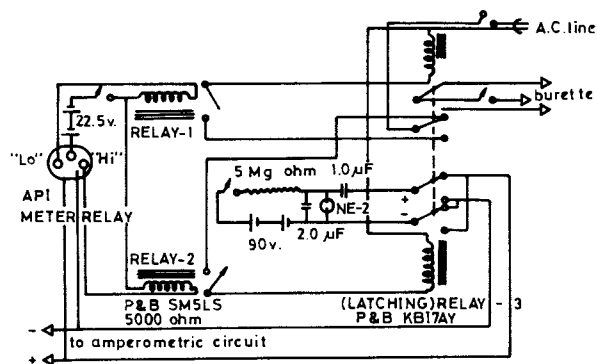 A.C. line
burette
22.5 v.
RELAY-1
"Lo"
"Hi"
API
METER RELAY
5 Mg ohm
1.0 µF
+
NE-2
-
2.0 µF
90v.
RELAY-2
P&B SM5LS
5000 ohm
(LATCHING) RELAY - 3
P&B KB17AY
- to amperometric circuit
+